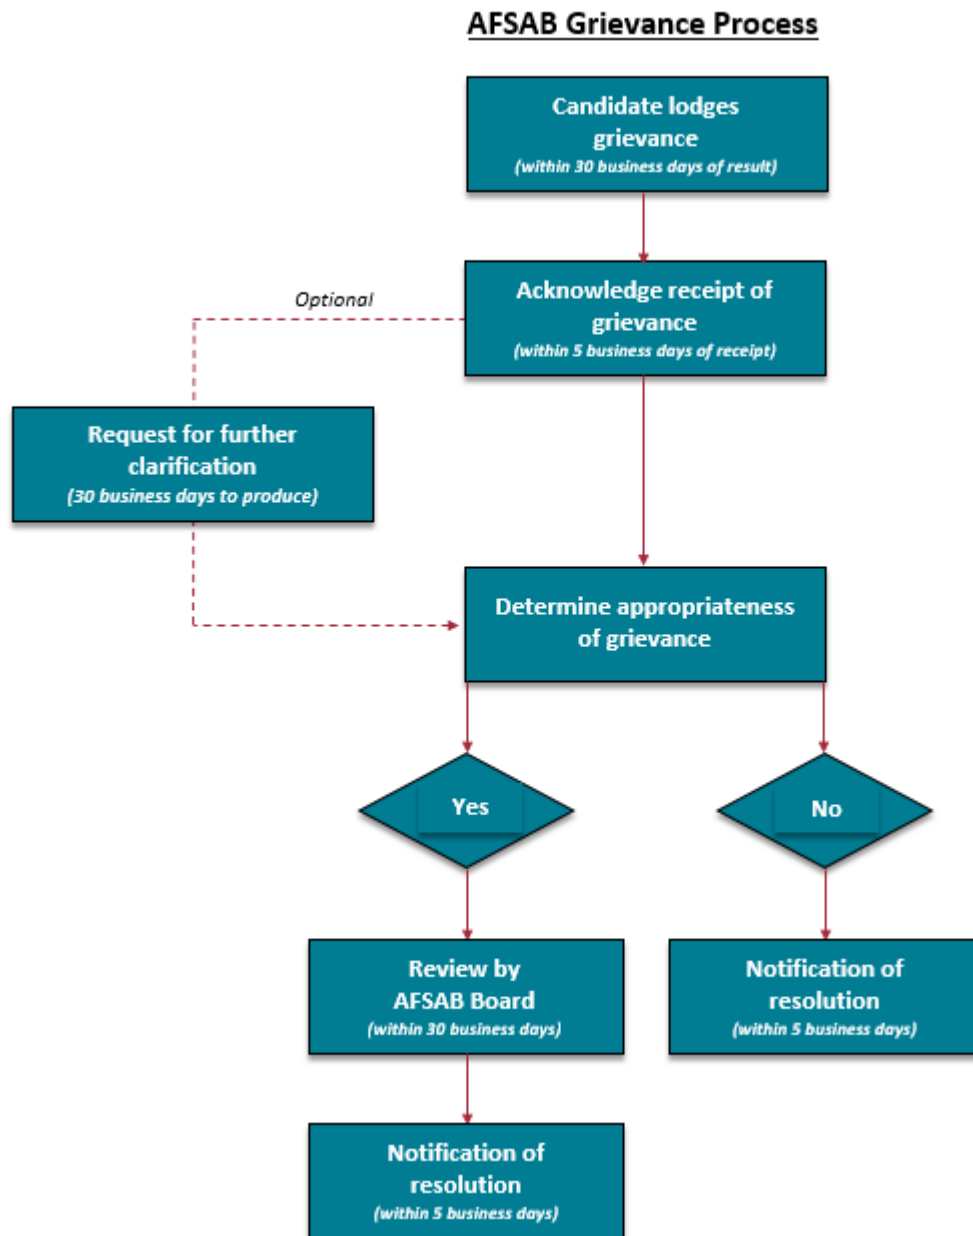 AFSAB Grievance Process
Candidate lodges
grievance
(within 30 business days of result)
Acknowledge receipt of
grievance
(within 5 business days of receipt)
Optional
Request for further
clarification
(30 business days to produce)
Determine appropriateness
of grievance
Yes
No
Review by
AFSAB Board
(within 30 business days)
Notification of
resolution
(within 5 business days)
Notification of
resolution
(within 5 business days)